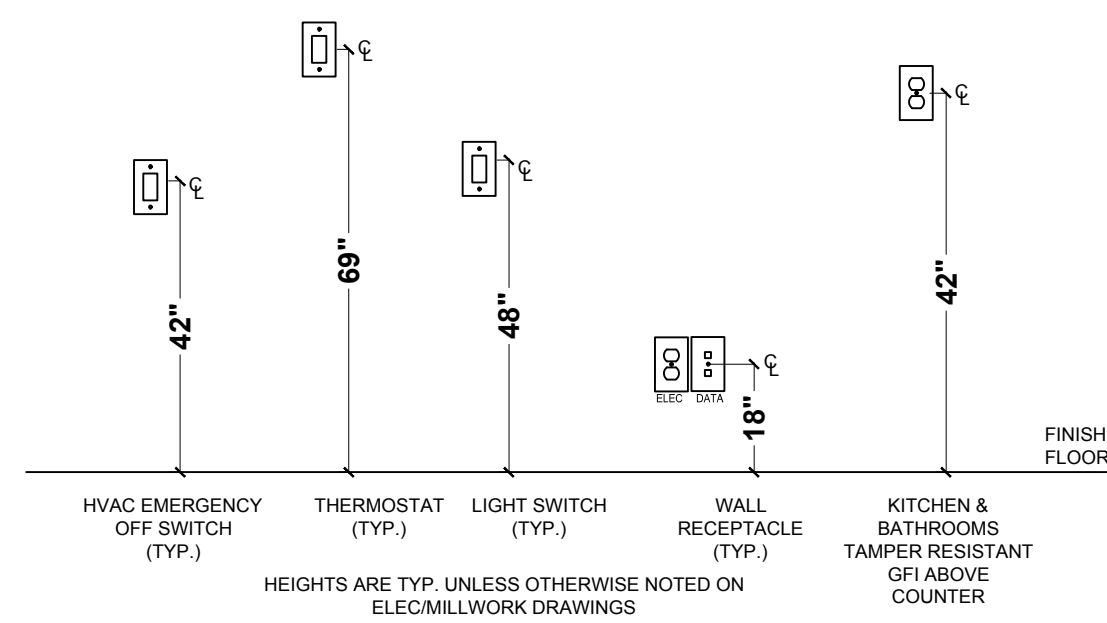 ℄
℄
℄
℄
69"
48"
42"
42"
℄
ELEC DATA
18"
FINISH
FLOOR
HVAC EMERGENCY
OFF SWITCH
(TYP.)
THERMOSTAT
(TYP.)
LIGHT SWITCH
(TYP.)
WALL
RECEPTACLE
(TYP.)
KITCHEN &
BATHROOMS
TAMPER RESISTANT
GFI ABOVE
COUNTER
HEIGHTS ARE TYP. UNLESS OTHERWISE NOTED ON
ELEC/MILLWORK DRAWINGS